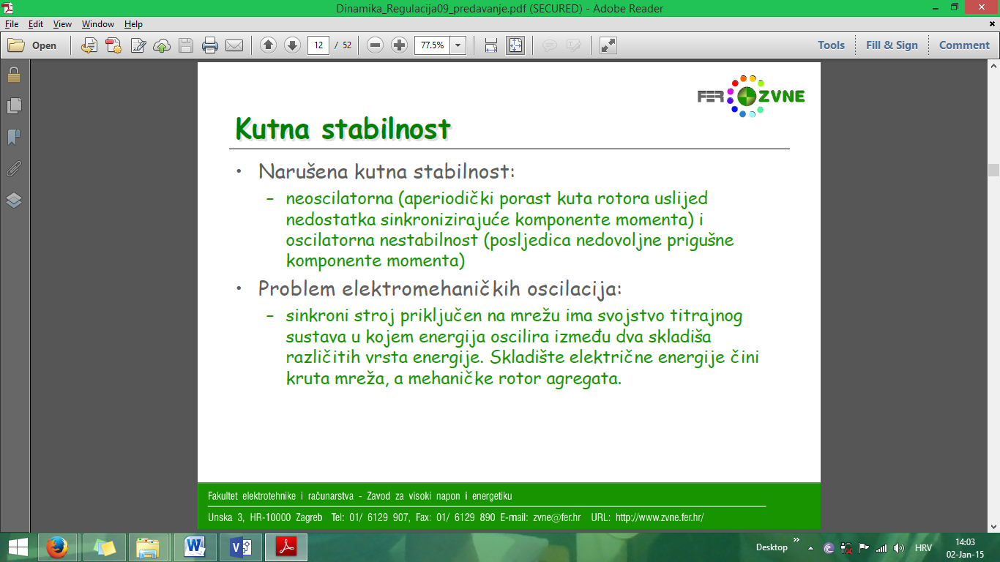 Dinamika_Regulacija09_predavanje.pdf (SECURED) - Adobe Reader
File Edit View Window Help
Open 12 / 52 77.5% Tools Fill & Sign Comment
FER ZVNE
Kutna stabilnost
• Narušena kutna stabilnost:
– neoscilatorna (aperiodički porast kuta rotora uslijed
nedostatka sinkronizirajuće komponente momenta) i
oscilatorna nestabilnost (posljedica nedovoljne prigušne
komponente momenta)
• Problem elektromehaničkih oscilacija:
– sinkroni stroj priključen na mrežu ima svojstvo titrajnog
sustava u kojem energija oscilira između dva skladiša
različitih vrsta energije. Skladište električne energije čini
kruta mreža, a mehaničke rotor agregata.
Fakultet elektrotehnike i računarstva - Zavod za visoki napon i energetiku
Unska 3, HR-10000 Zagreb Tel: 01/ 6129 907, Fax: 01/ 6129 890 E-mail: zvne@fer.hr URL: http://www.zvne.fer.hr/
Desktop » HRV 14:03
02-Jan-15